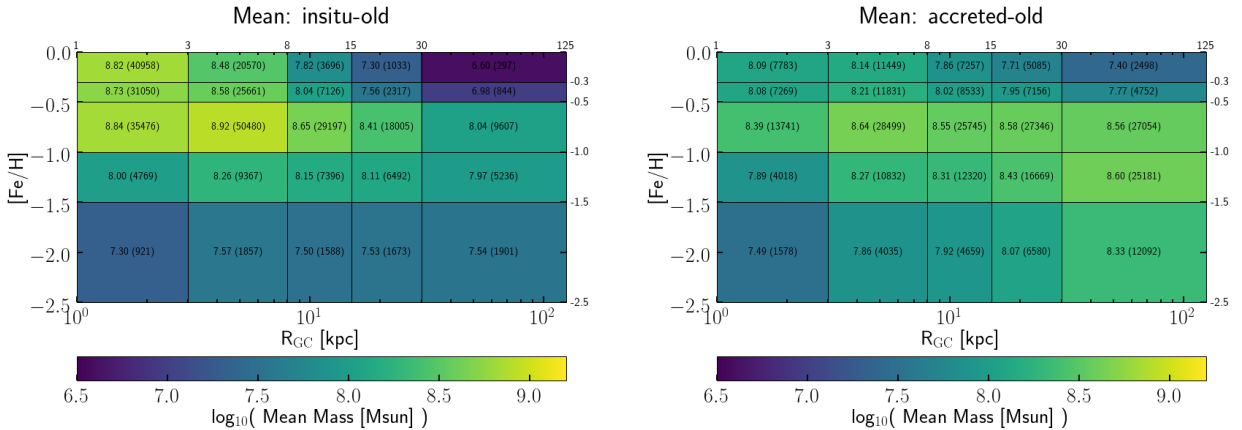 Mean: insitu-old
1 3 8 15 30 125
0.0
8.82 (40958) 8.48 (20570) 7.82 (3696) 7.30 (1033) 6.60 (297)
-0.3
8.73 (31050) 8.58 (25661) 8.04 (7126) 7.56 (2317) 6.98 (844)
−0.5 -0.5
8.84 (35476) 8.92 (50480) 8.65 (29197) 8.41 (18005) 8.04 (9607)
−1.0 -1.0
[Fe/H]
8.00 (4769) 8.26 (9367) 8.15 (7396) 8.11 (6492) 7.97 (5236)
−1.5 -1.5
7.30 (921) 7.57 (1857) 7.50 (1588) 7.53 (1673) 7.54 (1901)
−2.0
−2.5 -2.5
10⁰ 10¹ 10²
R_GC [kpc]
6.5 7.0 7.5 8.0 8.5 9.0
log₁₀( Mean Mass [Msun] )
Mean: accreted-old
1 3 8 15 30 125
0.0
8.09 (7783) 8.14 (11449) 7.86 (7257) 7.71 (5085) 7.40 (2498)
-0.3
8.08 (7269) 8.21 (11831) 8.02 (8533) 7.95 (7156) 7.77 (4752)
−0.5 -0.5
8.39 (13741) 8.64 (28499) 8.55 (25745) 8.58 (27346) 8.56 (27054)
−1.0 -1.0
[Fe/H]
7.89 (4018) 8.27 (10832) 8.31 (12320) 8.43 (16669) 8.60 (25181)
−1.5 -1.5
7.49 (1578) 7.86 (4035) 7.92 (4659) 8.07 (6580) 8.33 (12092)
−2.0
−2.5 -2.5
10⁰ 10¹ 10²
R_GC [kpc]
6.5 7.0 7.5 8.0 8.5 9.0
log₁₀( Mean Mass [Msun] )